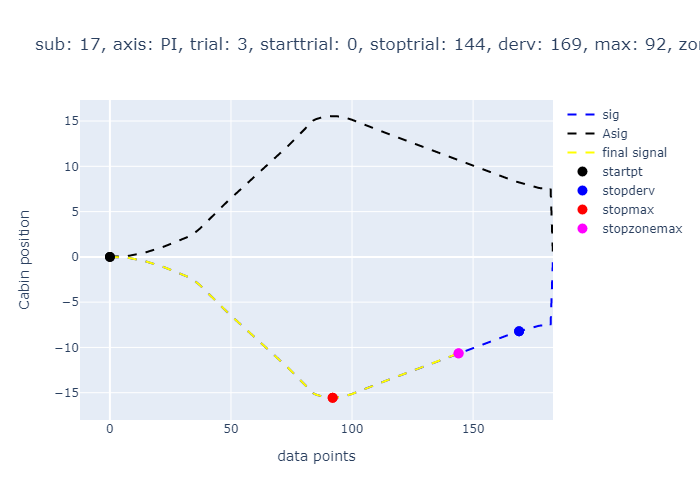 sub: 17, axis: PI, trial: 3, starttrial: 0, stoptrial: 144, derv: 169, max: 92,
sig
Asig
final signal
startpt
stopderv
stopmax
stopzonemax
Cabin position
15
10
5
0
−5
−10
−15
0
50
100
150
data points